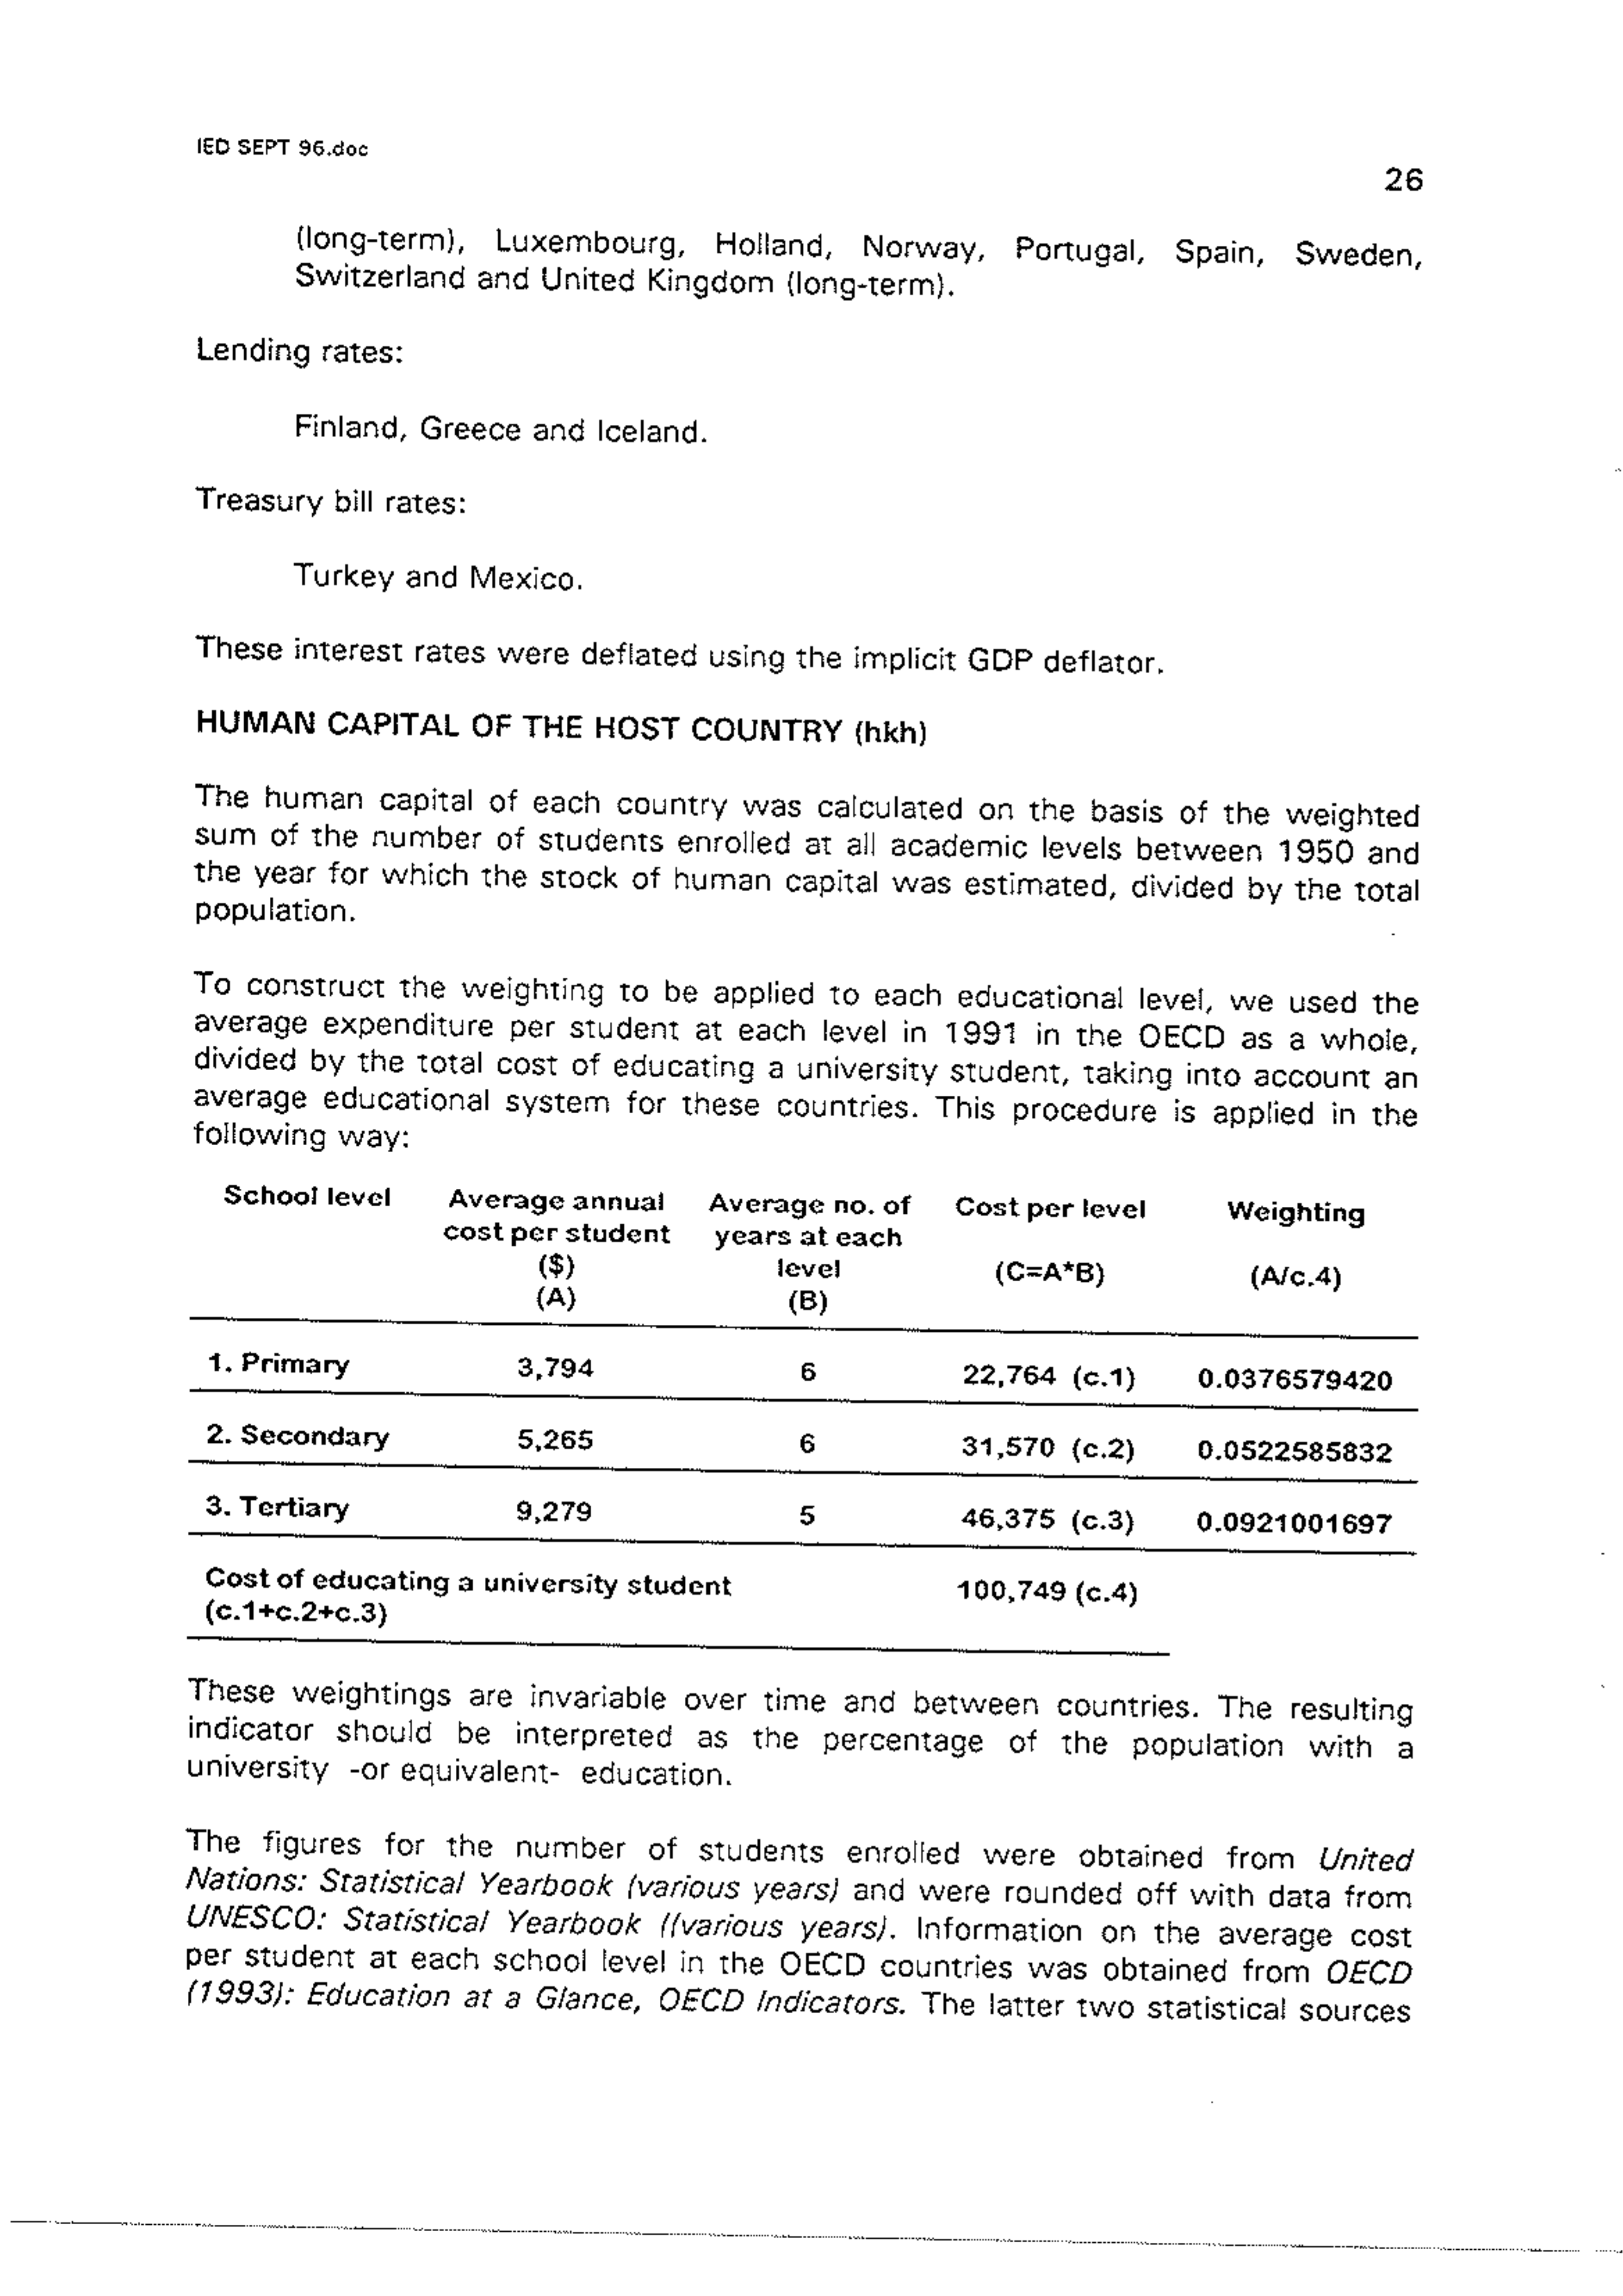 IED SEPT 96.doc
26
(long-term), Luxembourg, Holland, Norway, Portugal, Spain, Sweden,
Switzerland and United Kingdom (long-term).
Lending rates:
Finland, Greece and Iceland.
Treasury bill rates:
Turkey and Mexico.
These interest rates were deflated using the implicit GDP deflator.
HUMAN CAPITAL OF THE HOST COUNTRY (hkh)
The human capital of each country was calculated on the basis of the weighted
sum of the number of students enrolled at all academic levels between 1950 and
the year for which the stock of human capital was estimated, divided by the total
population.
To construct the weighting to be applied to each educational level, we used the
average expenditure per student at each level in 1991 in the OECD as a whole,
divided by the total cost of educating a university student, taking into account an
average educational system for these countries. This procedure is applied in the
following way:
School level Average annual Average no. of Cost per level Weighting
cost per student years at each
($) level (C=A*B) (A/c.4)
(A) (B)
1. Primary 3,794 6 22,764 (c.1) 0.0376579420
2. Secondary 5,265 6 31,570 (c.2) 0.0522585832
3. Tertiary 9,279 5 46,375 (c.3) 0.0921001697
Cost of educating a university student 100,749 (c.4)
(c.1+c.2+c.3)
These weightings are invariable over time and between countries. The resulting
indicator should be interpreted as the percentage of the population with a
university -or equivalent- education.
The figures for the number of students enrolled were obtained from United
Nations: Statistical Yearbook (various years) and were rounded off with data from
UNESCO: Statistical Yearbook ((various years). Information on the average cost
per student at each school level in the OECD countries was obtained from OECD
(1993): Education at a Glance, OECD Indicators. The latter two statistical sources